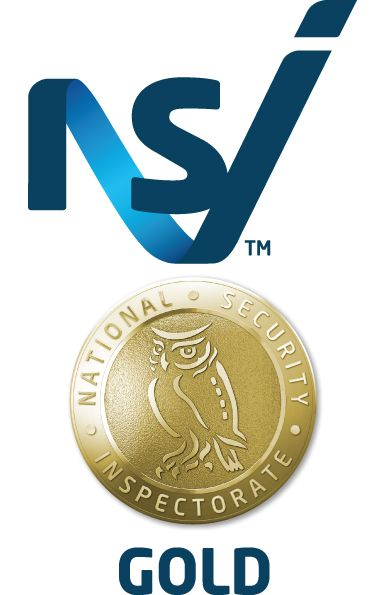 nsi
TM
NATIONAL • SECURITY
• INSPECTORATE •
GOLD